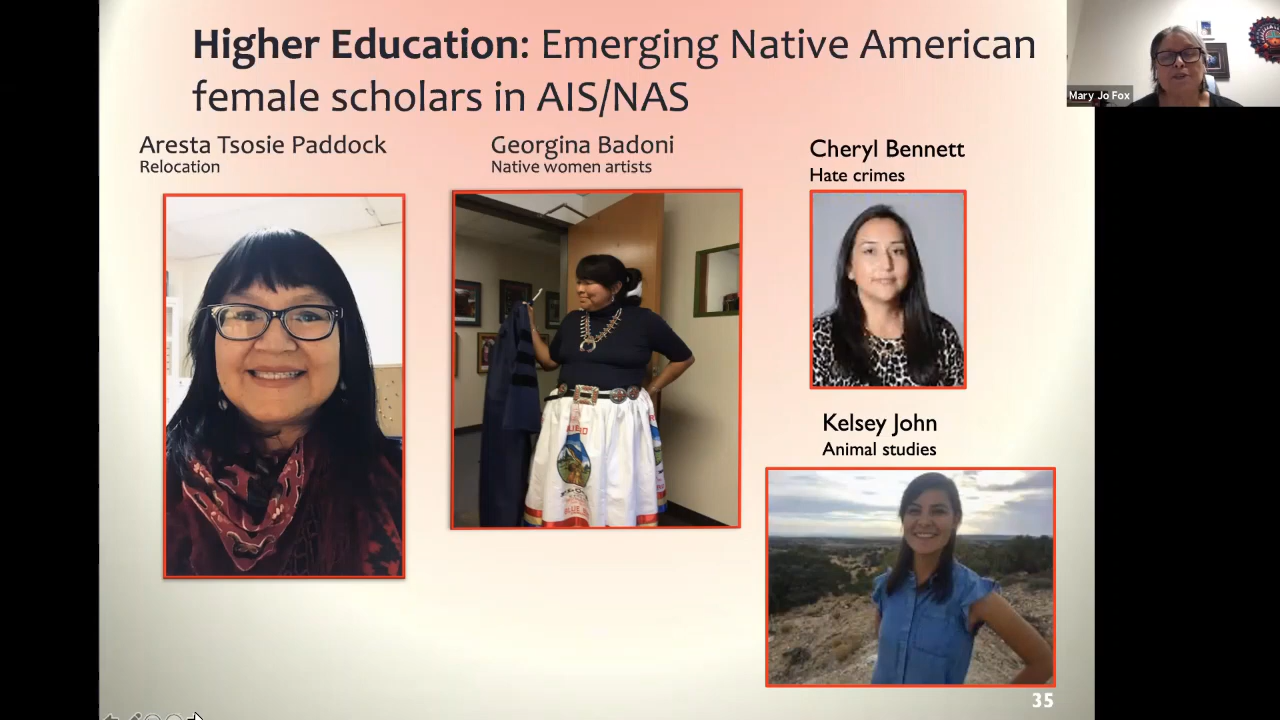 Higher Education: Emerging Native American
female scholars in AIS/NAS
Mary Jo Fox
Aresta Tsosie Paddock
Relocation
Georgina Badoni
Native women artists
Cheryl Bennett
Hate crimes
Kelsey John
Animal studies
35